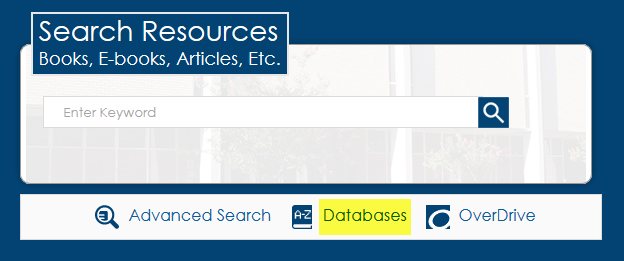 Search Resources
Books, E-books, Articles, Etc.
Enter Keyword
Advanced Search A-Z Databases OverDrive